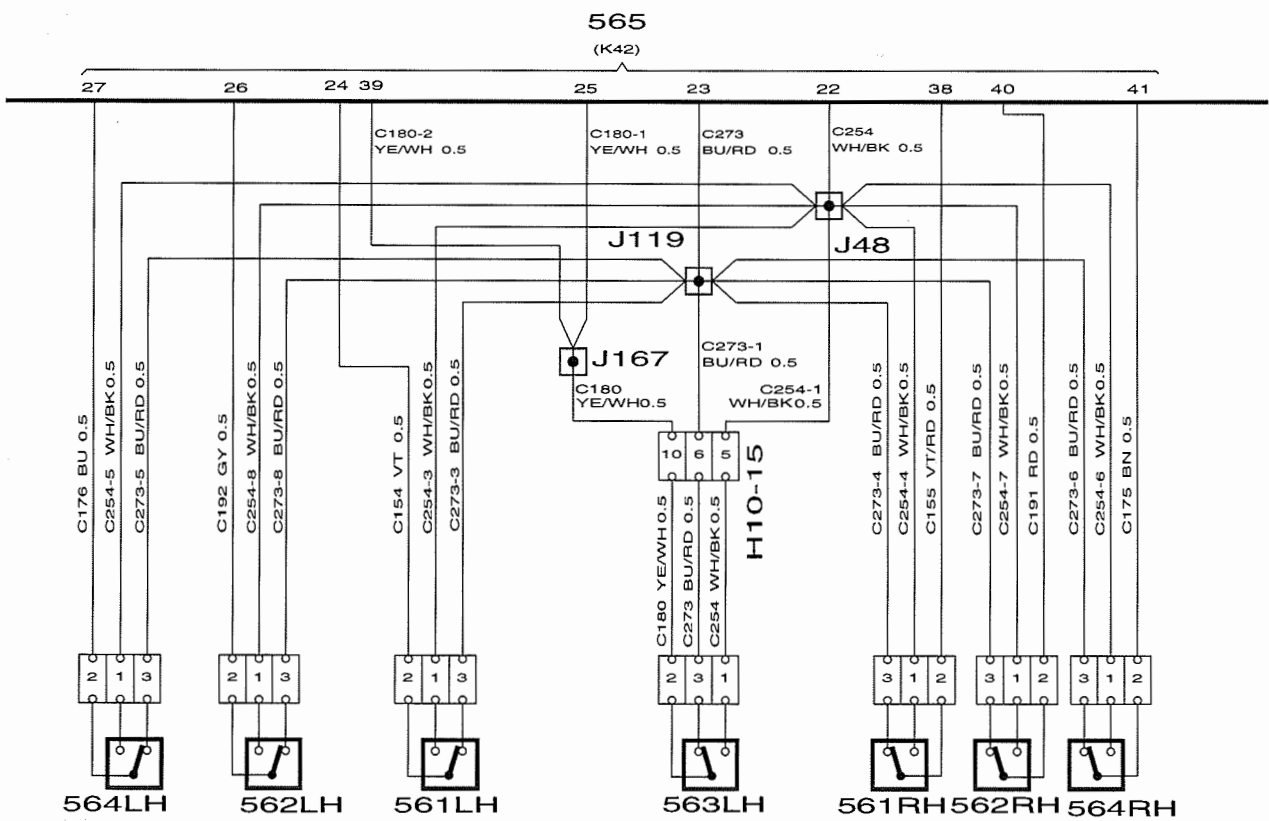 565
(K42)
27 26 24 39 25 23 22 38 40 41
C180-2
YE/WH 0.5
C180-1
YE/WH 0.5
C273
BU/RD 0.5
C254
WH/BK 0.5
J119
J48
J167
C273-1
BU/RD 0.5
C180
YE/WH0.5
C254-1
WH/BK0.5
10 6 5
H10-15
C176 BU 0.5
C254-5 WH/BK0.5
C273-5 BU/RD 0.5
C192 GY 0.5
C254-8 WH/BK0.5
C273-8 BU/RD 0.5
C154 VT 0.5
C254-3 WH/BK0.5
C273-3 BU/RD 0.5
C180 YE/WH0.5
C273 BU/RD 0.5
C254 WH/BK0.5
C273-4 BU/RD 0.5
C254-4 WH/BK0.5
C155 VT/RD 0.5
C273-7 BU/RD 0.5
C254-7 WH/BK0.5
C191 RD 0.5
C273-6 BU/RD 0.5
C254-6 WH/BK0.5
C175 BN 0.5
2 1 3 2 1 3 2 1 3 2 3 1 3 1 2 3 1 2 3 1 2
564LH 562LH 561LH 563LH 561RH 562RH 564RH